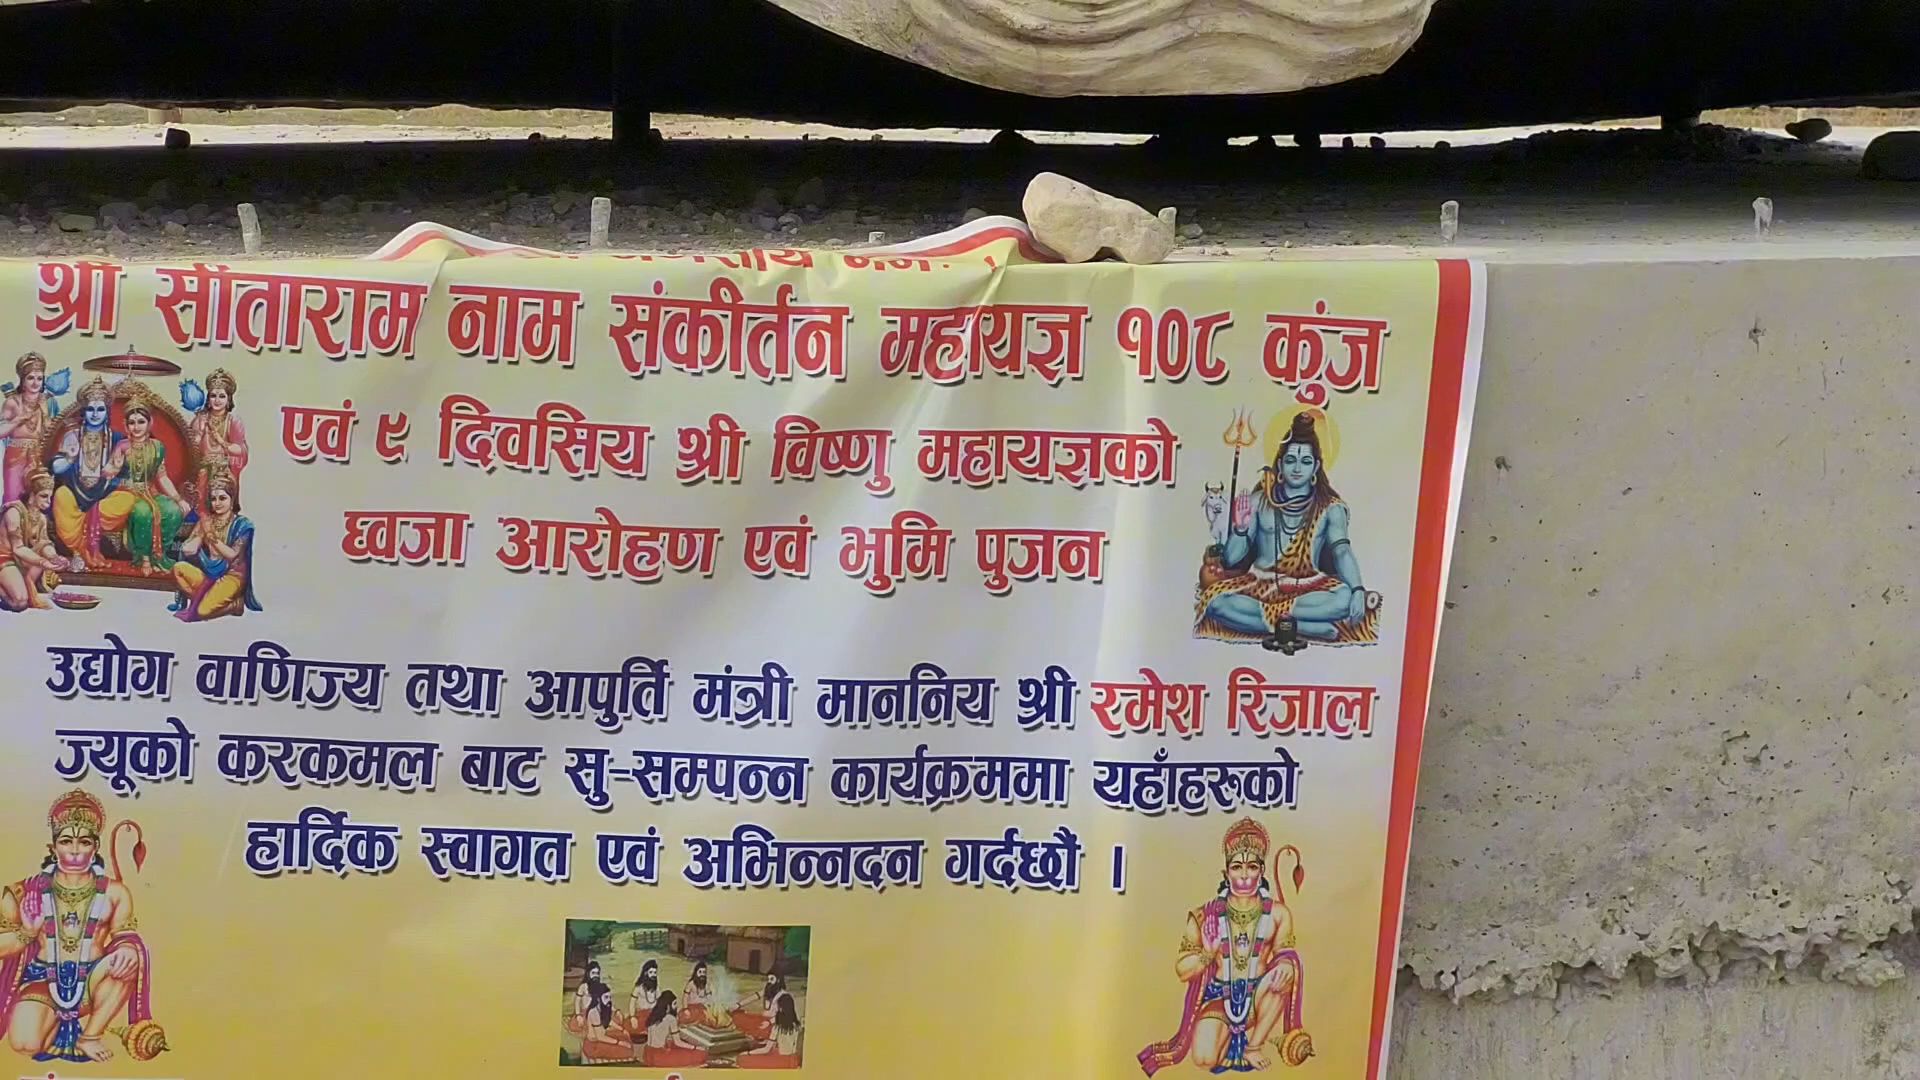 श्री सीताराम नाम संकीर्तन महायज्ञ १०८ कुंज
एवं ९ दिवसिय श्री विष्णु महायज्ञको
ध्वजा आरोहण एवं भुमि पुजन
उद्योग वाणिज्य तथा आपुर्ति मंत्री माननिय श्री रमेश रिजाल
ज्यूको करकमल बाट सु-सम्पन्न कार्यक्रममा यहाँहरुको
हार्दिक स्वागत एवं अभिन्नदन गर्दछौं ।